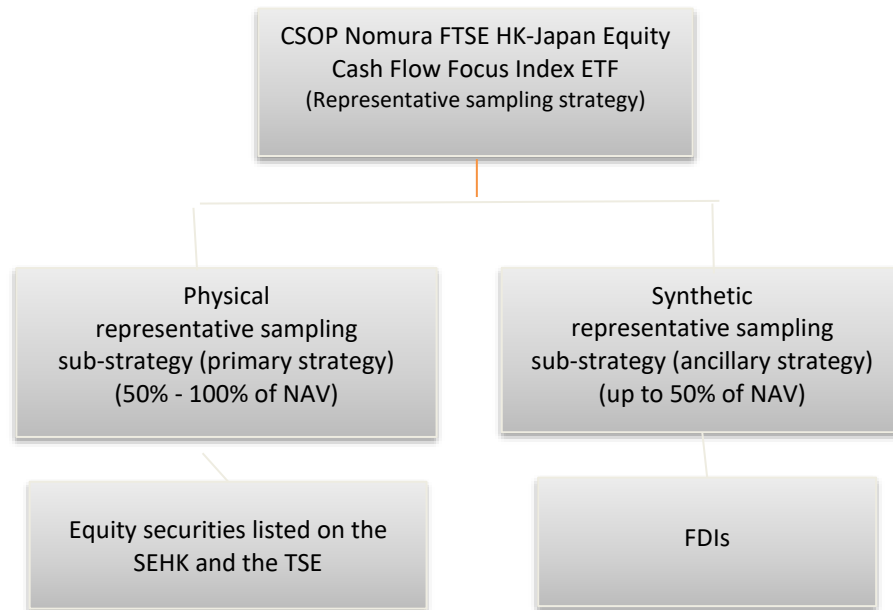 CSOP Nomura FTSE HK-Japan Equity
Cash Flow Focus Index ETF
(Representative sampling strategy)
Physical
representative sampling
sub-strategy (primary strategy)
(50% - 100% of NAV)
Synthetic
representative sampling
sub-strategy (ancillary strategy)
(up to 50% of NAV)
Equity securities listed on the
SEHK and the TSE
FDIs